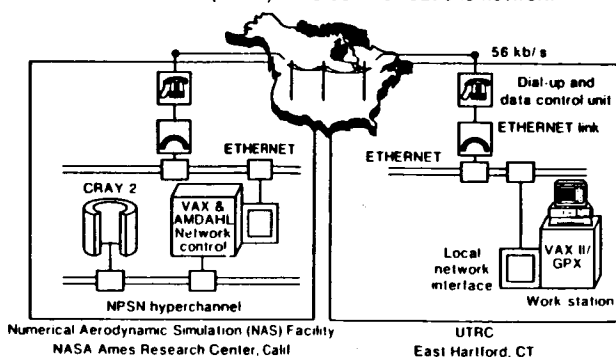 56 kb/s
Dial-up and
data control unit
ETHERNET link
ETHERNET
ETHERNET
CRAY 2
VAX &
AMDAHL
Network
control
NPSN hyperchannel
Local
network
interface
VAX II/
GPX
Work station
Numerical Aerodynamic Simulation (NAS) Facility
NASA Ames Research Center, Calif
UTRC
East Hartford, CT